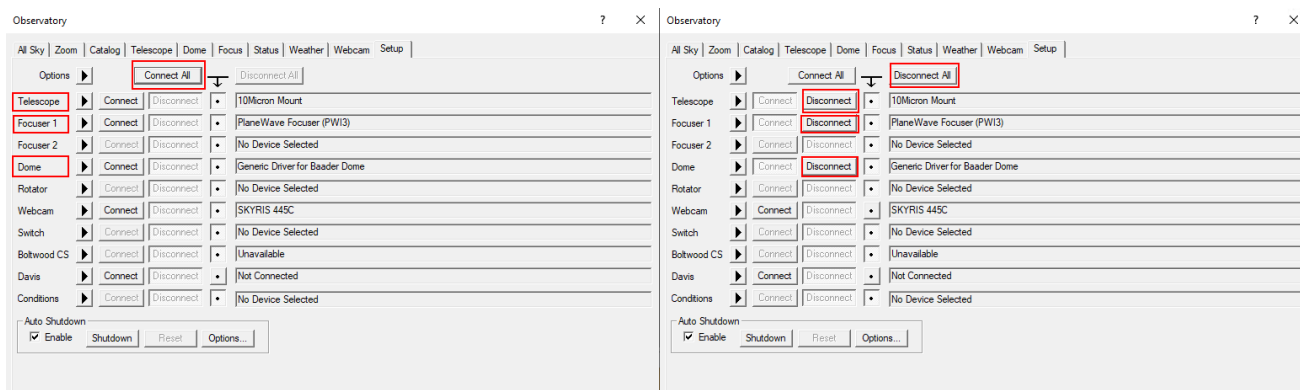 Observatory ? ×
All Sky Zoom Catalog Telescope Dome Focus Status Weather Webcam Setup
Options Connect All Disconnect All
Telescope Connect Disconnect 10Micron Mount
Focuser 1 Connect Disconnect PlaneWave Focuser (PWI3)
Focuser 2 Connect Disconnect No Device Selected
Dome Connect Disconnect Generic Driver for Baader Dome
Rotator Connect Disconnect No Device Selected
Webcam Connect Disconnect SKYRIS 445C
Switch Connect Disconnect No Device Selected
Boltwood CS Connect Disconnect Unavailable
Davis Connect Disconnect Not Connected
Conditions Connect Disconnect No Device Selected
Auto Shutdown
Enable Shutdown Reset Options...
Observatory ? ×
All Sky Zoom Catalog Telescope Dome Focus Status Weather Webcam Setup
Options Connect All Disconnect All
Telescope Connect Disconnect 10Micron Mount
Focuser 1 Connect Disconnect PlaneWave Focuser (PWI3)
Focuser 2 Connect Disconnect No Device Selected
Dome Connect Disconnect Generic Driver for Baader Dome
Rotator Connect Disconnect No Device Selected
Webcam Connect Disconnect SKYRIS 445C
Switch Connect Disconnect No Device Selected
Boltwood CS Connect Disconnect Unavailable
Davis Connect Disconnect Not Connected
Conditions Connect Disconnect No Device Selected
Auto Shutdown
Enable Shutdown Reset Options...